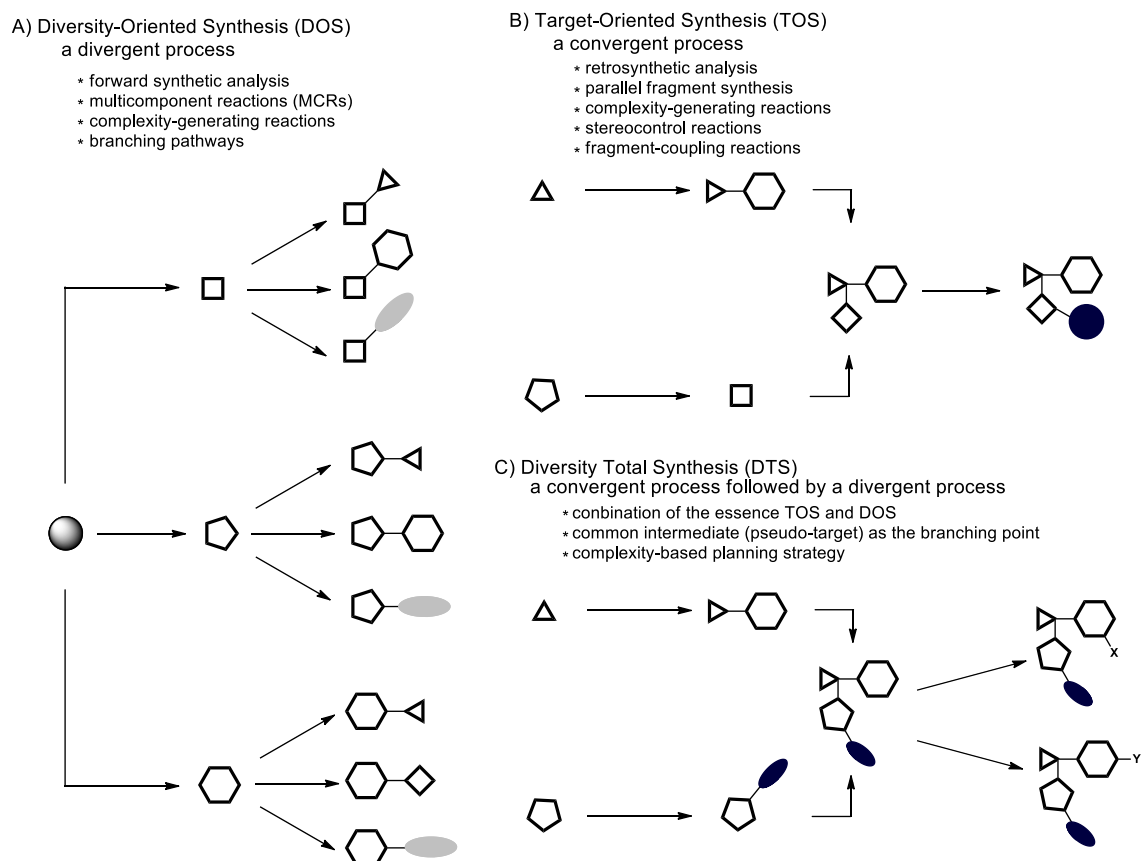 A) Diversity-Oriented Synthesis (DOS)
a divergent process
* forward synthetic analysis
* multicomponent reactions (MCRs)
* complexity-generating reactions
* branching pathways
B) Target-Oriented Synthesis (TOS)
a convergent process
* retrosynthetic analysis
* parallel fragment synthesis
* complexity-generating reactions
* stereocontrol reactions
* fragment-coupling reactions
C) Diversity Total Synthesis (DTS)
a convergent process followed by a divergent process
* conbination of the essence TOS and DOS
* common intermediate (pseudo-target) as the branching point
* complexity-based planning strategy
X
Y